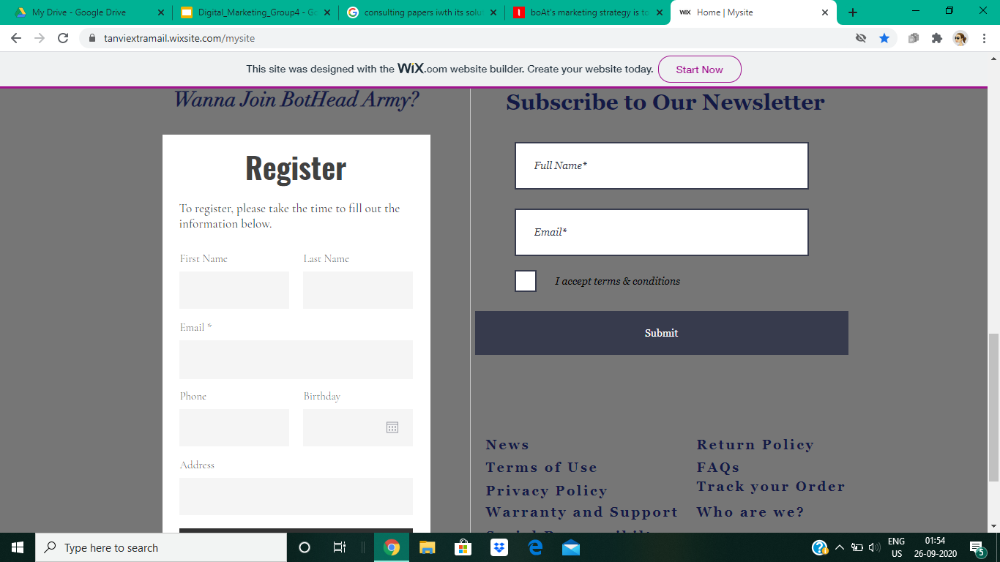 My Drive - Google Drive
Digital_Marketing_Group4 - Go
consulting papers iwth its solut
boAt's marketing strategy is to
WiX Home | Mysite
tanviextramail.wixsite.com/mysite
This site was designed with the WiX.com website builder. Create your website today.
Start Now
Wanna Join BotHead Army?
Register
To register, please take the time to fill out the
information below.
First Name
Last Name
Email *
Phone
Birthday
Address
Subscribe to Our Newsletter
Full Name*
Email*
I accept terms & conditions
Submit
News
Terms of Use
Privacy Policy
Warranty and Support
Return Policy
FAQs
Track your Order
Who are we?
Type here to search
ENG
US
01:54
26-09-2020
5